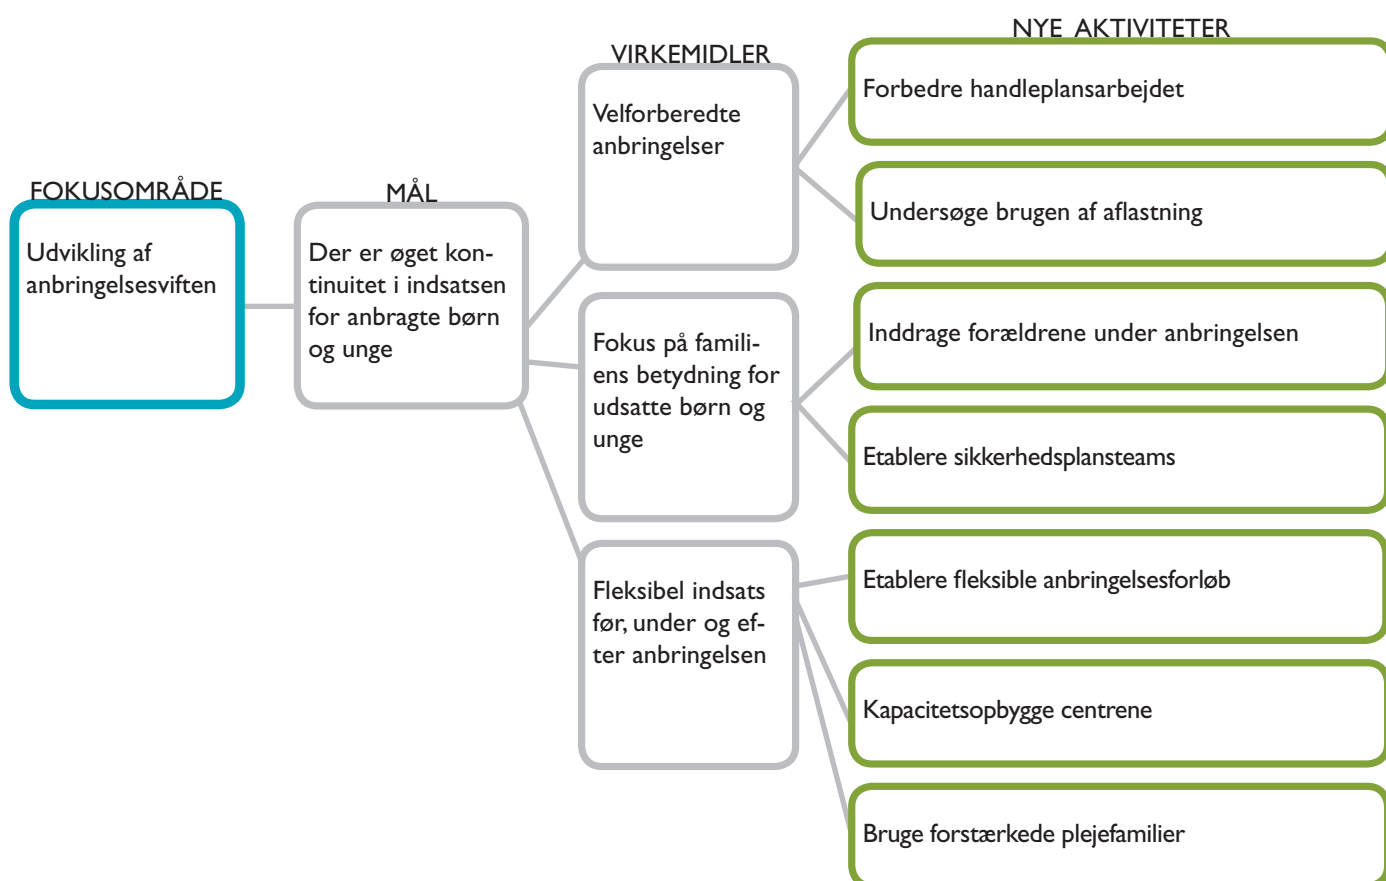 FOKUSOMRÅDE
Udvikling af
anbringelsesviften
MÅL
Der er øget kon-
tinuitet i indsatsen
for anbragte børn
og unge
VIRKEMIDLER
Velforberedte
anbringelser
Fokus på famili-
ens betydning for
udsatte børn og
unge
Fleksibel indsats
før, under og ef-
ter anbringelsen
NYE AKTIVITETER
Forbedre handleplansarbejdet
Undersøge brugen af aflastning
Inddrage forældrene under anbringelsen
Etablere sikkerhedsplansteams
Etablere fleksible anbringelsesforløb
Kapacitetsopbygge centrene
Bruge forstærkede plejefamilier